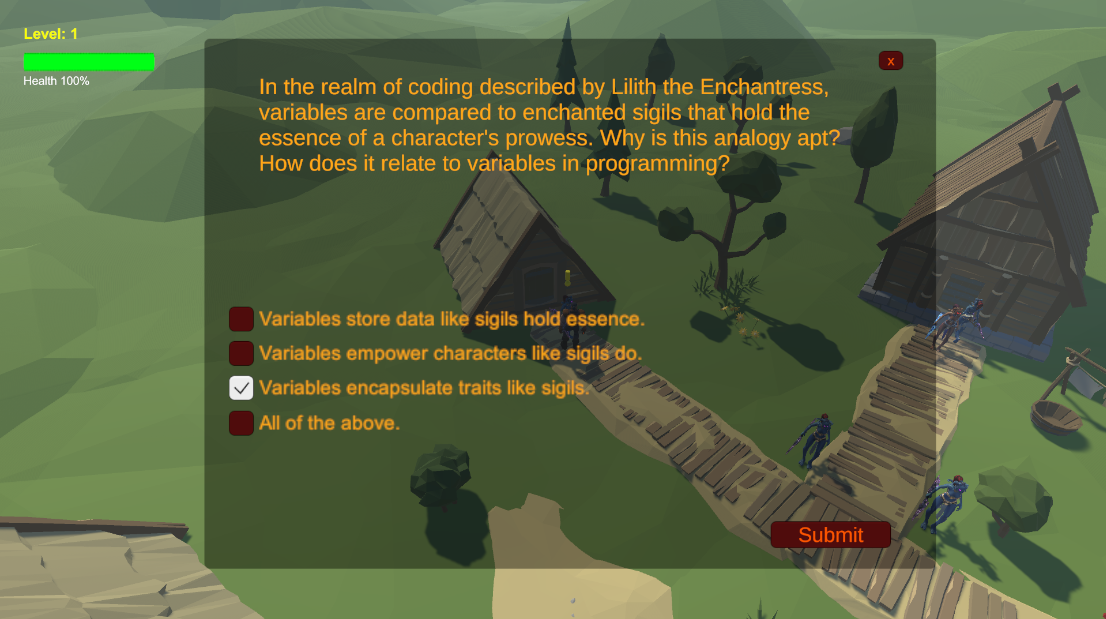 Level: 1
Health 100%
x
In the realm of coding described by Lilith the Enchantress,
variables are compared to enchanted sigils that hold the
essence of a character's prowess. Why is this analogy apt?
How does it relate to variables in programming?
Variables store data like sigils hold essence.
Variables empower characters like sigils do.
Variables encapsulate traits like sigils.
All of the above.
Submit